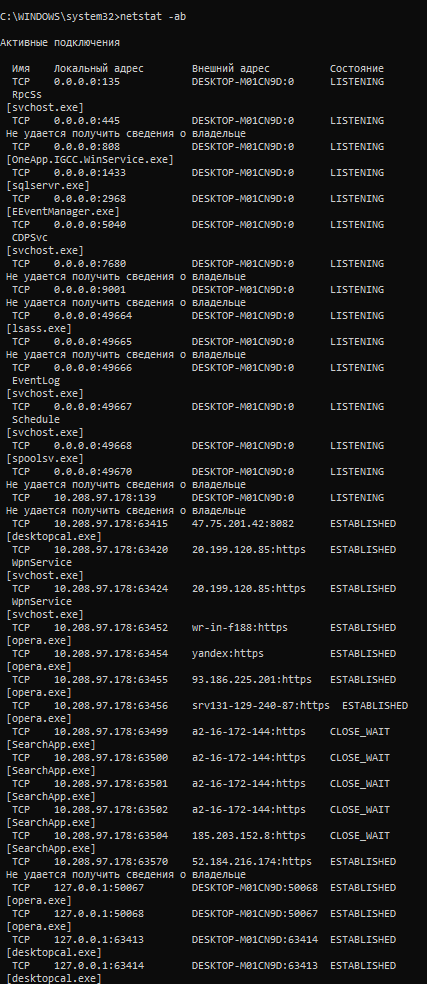 C:\WINDOWS\system32>netstat -ab
Активные подключения
Имя Локальный адрес Внешний адрес Состояние
TCP 0.0.0.0:135 DESKTOP-M01CN9D:0 LISTENING
RpcSs
[svchost.exe]
TCP 0.0.0.0:445 DESKTOP-M01CN9D:0 LISTENING
Не удается получить сведения о владельце
TCP 0.0.0.0:808 DESKTOP-M01CN9D:0 LISTENING
[OneApp.IGCC.WinService.exe]
TCP 0.0.0.0:1433 DESKTOP-M01CN9D:0 LISTENING
[sqlservr.exe]
TCP 0.0.0.0:2968 DESKTOP-M01CN9D:0 LISTENING
[EEventManager.exe]
TCP 0.0.0.0:5040 DESKTOP-M01CN9D:0 LISTENING
CDPSvc
[svchost.exe]
TCP 0.0.0.0:7680 DESKTOP-M01CN9D:0 LISTENING
Не удается получить сведения о владельце
TCP 0.0.0.0:9001 DESKTOP-M01CN9D:0 LISTENING
Не удается получить сведения о владельце
TCP 0.0.0.0:49664 DESKTOP-M01CN9D:0 LISTENING
[lsass.exe]
TCP 0.0.0.0:49665 DESKTOP-M01CN9D:0 LISTENING
Не удается получить сведения о владельце
TCP 0.0.0.0:49666 DESKTOP-M01CN9D:0 LISTENING
EventLog
[svchost.exe]
TCP 0.0.0.0:49667 DESKTOP-M01CN9D:0 LISTENING
Schedule
[svchost.exe]
TCP 0.0.0.0:49668 DESKTOP-M01CN9D:0 LISTENING
[spoolsv.exe]
TCP 0.0.0.0:49670 DESKTOP-M01CN9D:0 LISTENING
Не удается получить сведения о владельце
TCP 10.208.97.178:139 DESKTOP-M01CN9D:0 LISTENING
Не удается получить сведения о владельце
TCP 10.208.97.178:63415 47.75.201.42:8082 ESTABLISHED
[desktopcal.exe]
TCP 10.208.97.178:63420 20.199.120.85:https ESTABLISHED
WpnService
[svchost.exe]
TCP 10.208.97.178:63424 20.199.120.85:https ESTABLISHED
WpnService
[svchost.exe]
TCP 10.208.97.178:63452 wr-in-f188:https ESTABLISHED
[opera.exe]
TCP 10.208.97.178:63454 yandex:https ESTABLISHED
[opera.exe]
TCP 10.208.97.178:63455 93.186.225.201:https ESTABLISHED
[opera.exe]
TCP 10.208.97.178:63456 srv131-129-240-87:https ESTABLISHED
[opera.exe]
TCP 10.208.97.178:63499 a2-16-172-144:https CLOSE_WAIT
[SearchApp.exe]
TCP 10.208.97.178:63500 a2-16-172-144:https CLOSE_WAIT
[SearchApp.exe]
TCP 10.208.97.178:63501 a2-16-172-144:https CLOSE_WAIT
[SearchApp.exe]
TCP 10.208.97.178:63502 a2-16-172-144:https CLOSE_WAIT
[SearchApp.exe]
TCP 10.208.97.178:63504 185.203.152.8:https CLOSE_WAIT
[SearchApp.exe]
TCP 10.208.97.178:63570 52.184.216.174:https ESTABLISHED
Не удается получить сведения о владельце
TCP 127.0.0.1:50067 DESKTOP-M01CN9D:50068 ESTABLISHED
[opera.exe]
TCP 127.0.0.1:50068 DESKTOP-M01CN9D:50067 ESTABLISHED
[opera.exe]
TCP 127.0.0.1:63413 DESKTOP-M01CN9D:63414 ESTABLISHED
[desktopcal.exe]
TCP 127.0.0.1:63414 DESKTOP-M01CN9D:63413 ESTABLISHED
[desktopcal.exe]